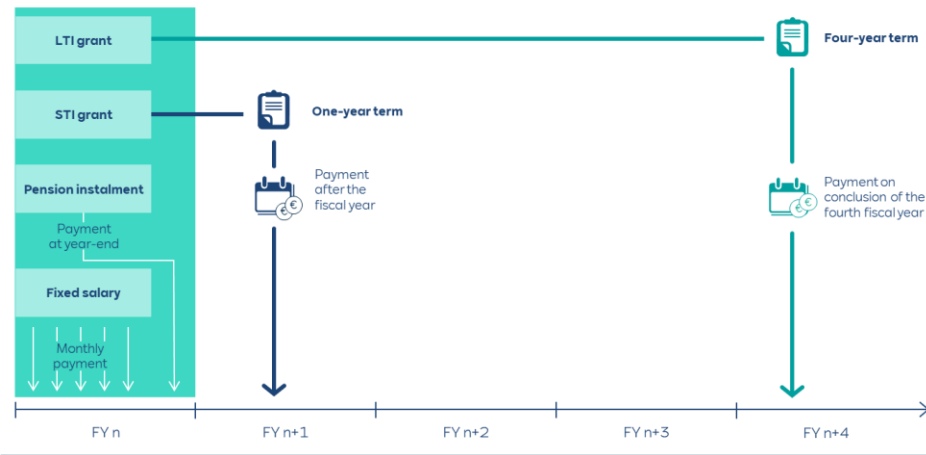 LTI grant
Four-year term
STI grant
One-year term
Pension instalment
Payment
after the
fiscal year
Payment on
conclusion of the
fourth fiscal year
Payment
at year-end
Fixed salary
Monthly
payment
€
€
€
€
FY n
FY n+1
FY n+2
FY n+3
FY n+4